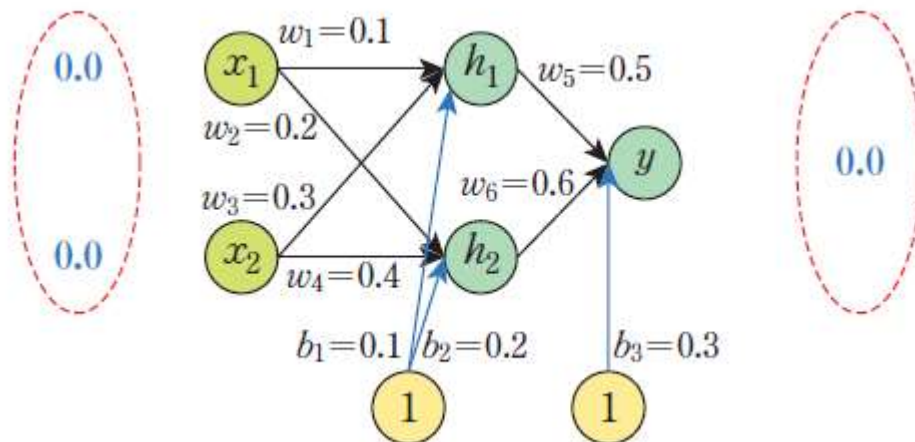 w₁=0.1
0.0 x₁ h₁ w₅=0.5
w₂=0.2
y 0.0
w₃=0.3 w₆=0.6
0.0 x₂ h₂
w₄=0.4
b₁=0.1 b₂=0.2 b₃=0.3
1 1